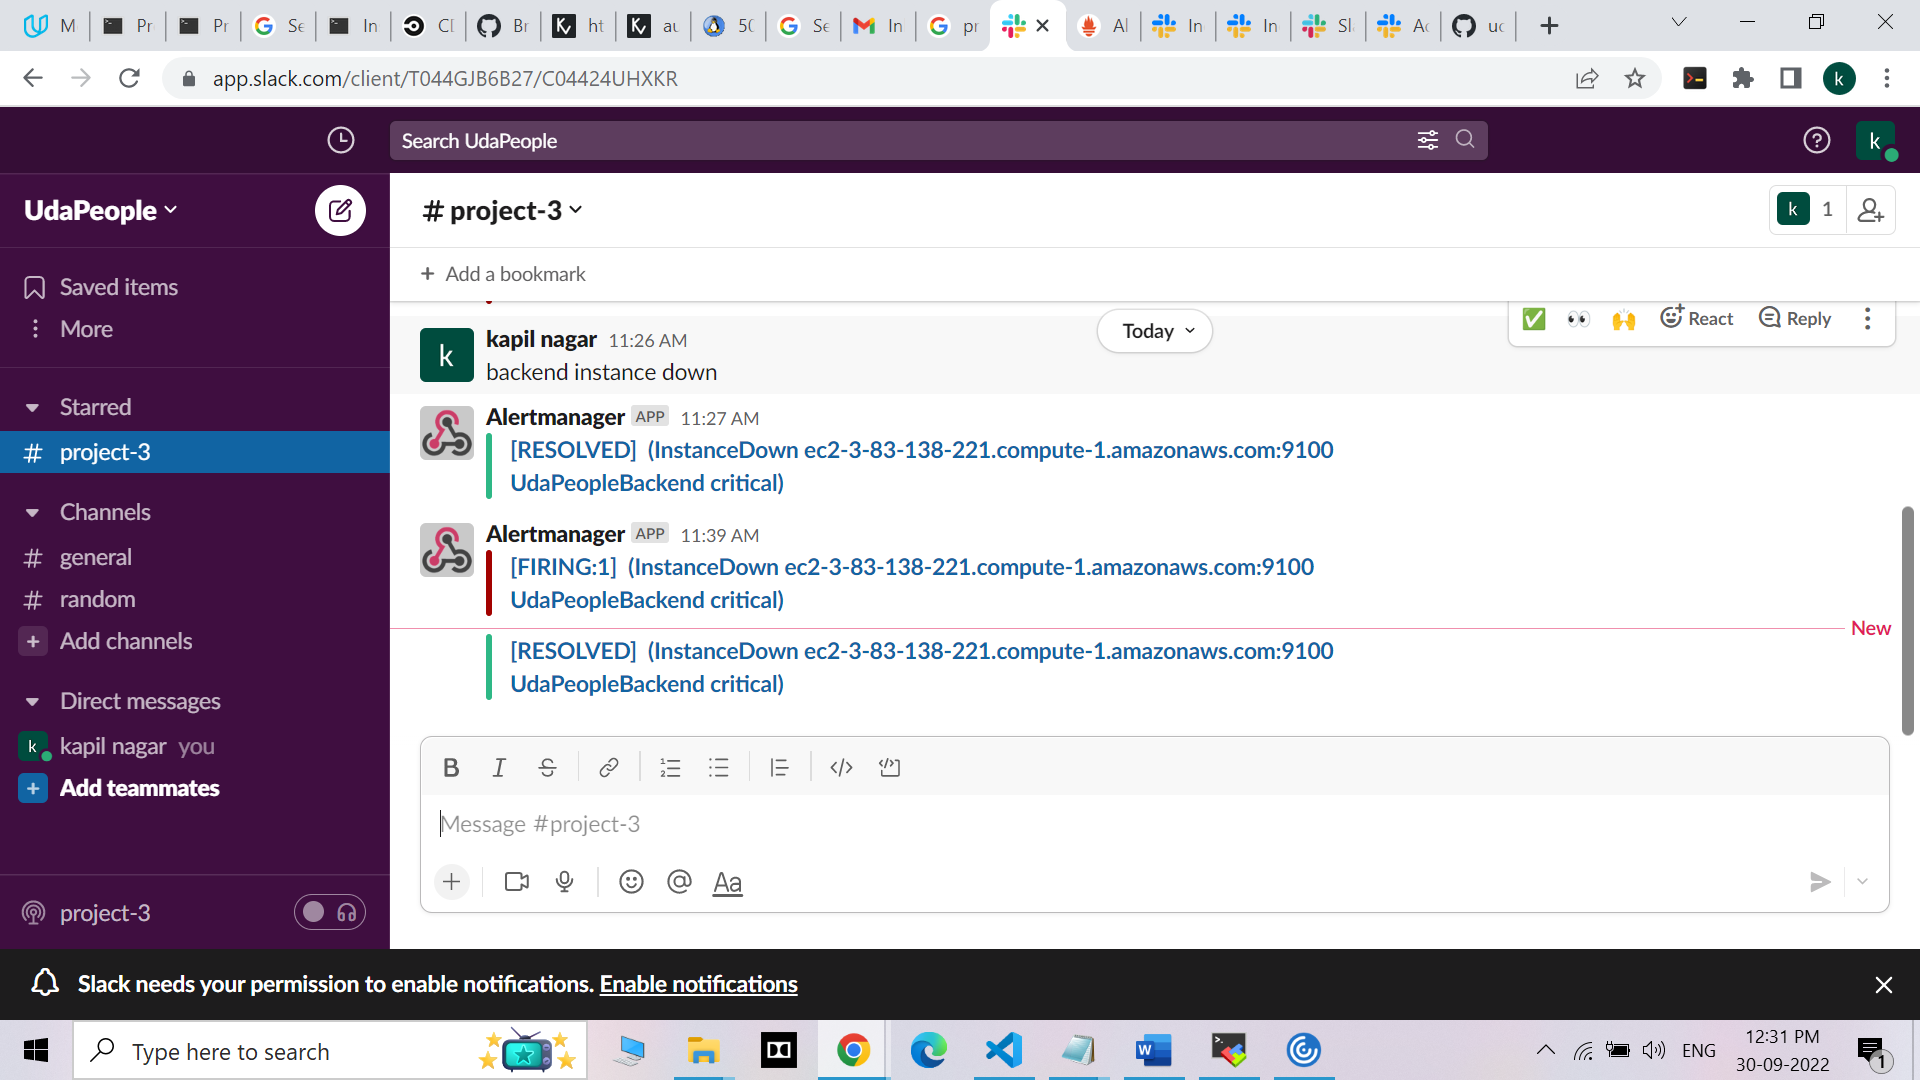 M
Pr
Pr
Se
In
CI
Br
ht
au
50
Se
In
pr
Al
In
In
Sl
Ac
uc
app.slack.com/client/T044GJB6B27/C04424UHXKR
k
Search UdaPeople
k
UdaPeople
# project-3
k 1
Saved items
More
+ Add a bookmark
Starred
# project-3
Channels
# general
# random
+ Add channels
Direct messages
k kapil nagar you
+ Add teammates
project-3
Today
React
Reply
k
kapil nagar 11:26 AM
backend instance down
Alertmanager APP 11:27 AM
[RESOLVED] (InstanceDown ec2-3-83-138-221.compute-1.amazonaws.com:9100
UdaPeopleBackend critical)
Alertmanager APP 11:39 AM
[FIRING:1] (InstanceDown ec2-3-83-138-221.compute-1.amazonaws.com:9100
UdaPeopleBackend critical)
New
[RESOLVED] (InstanceDown ec2-3-83-138-221.compute-1.amazonaws.com:9100
UdaPeopleBackend critical)
Message #project-3
Aa
Slack needs your permission to enable notifications. Enable notifications
Type here to search
ENG
12:31 PM
30-09-2022
1